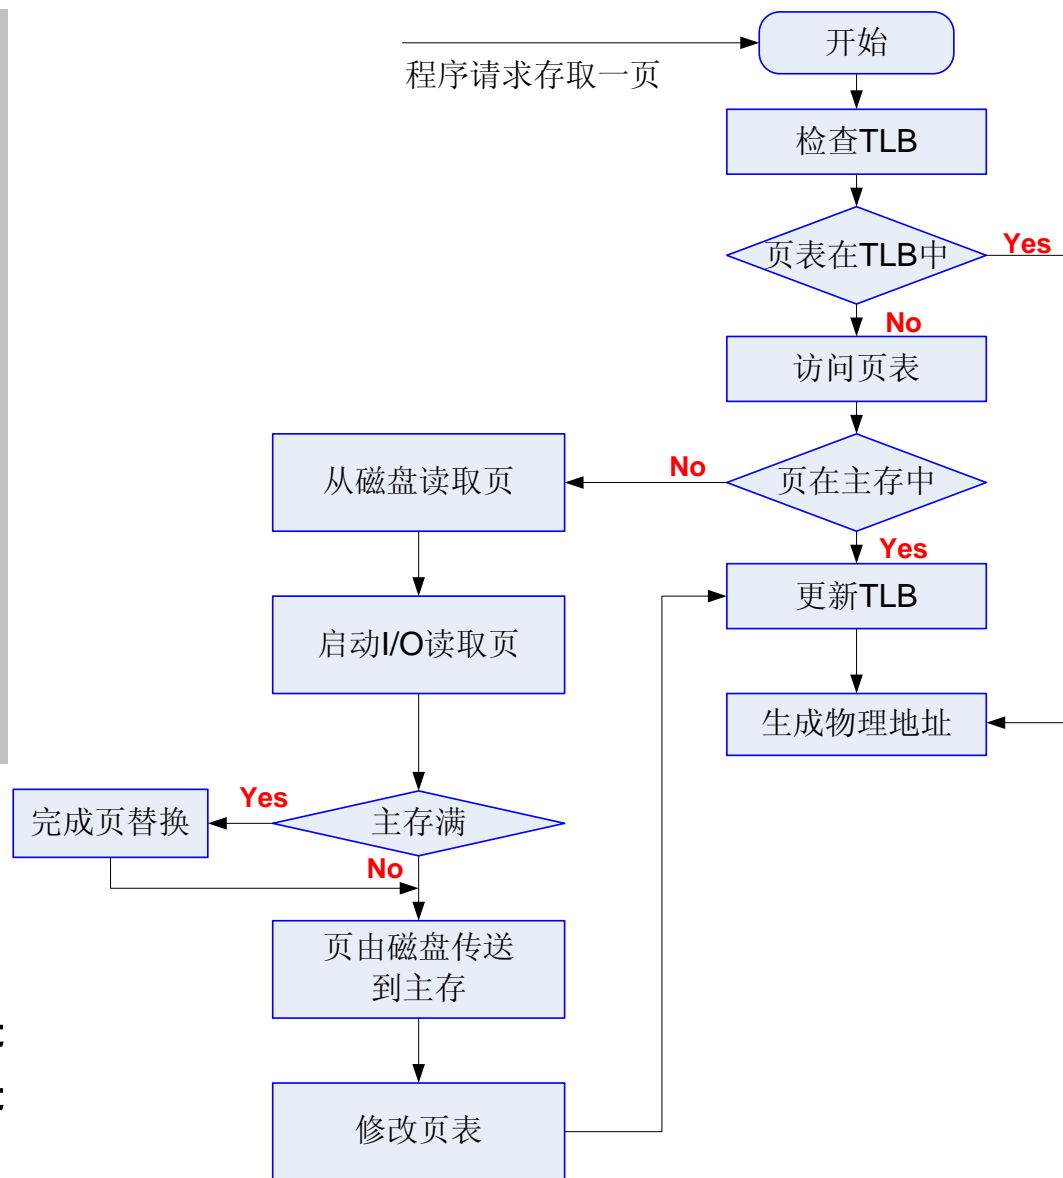 开始
程序请求存取一页
检查TLB
页表在TLB中
Yes
No
访问页表
从磁盘读取页
No
页在主存中
Yes
启动I/O读取页
更新TLB
生成物理地址
完成页替换
Yes
主存满
No
页由磁盘传送
到主存
修改页表